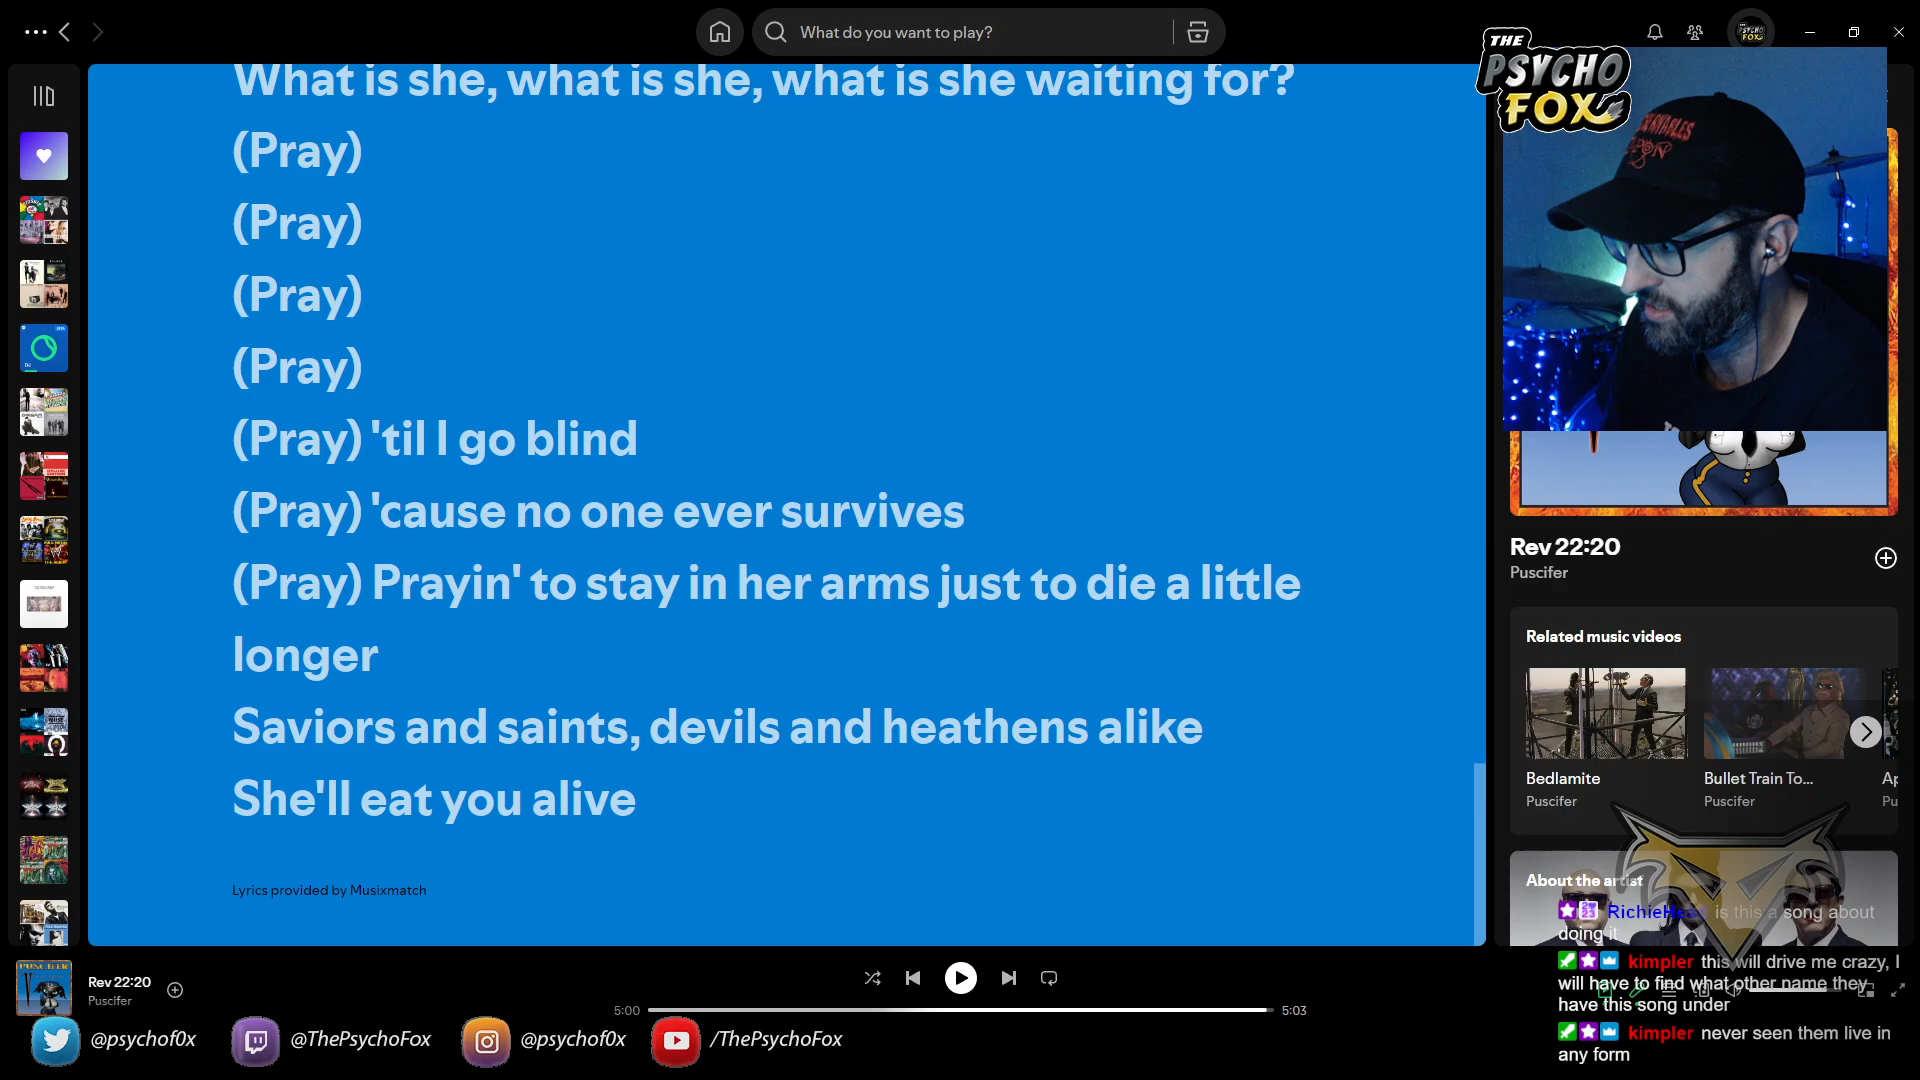 What do you want to play?
THE
PSYCHO
FOX
What is she, what is she, what is she waiting for?
(Pray)
(Pray)
(Pray)
(Pray)
(Pray) 'til I go blind
(Pray) 'cause no one ever survives
(Pray) Prayin' to stay in her arms just to die a little
longer
Saviors and saints, devils and heathens alike
She'll eat you alive
Lyrics provided by Musixmatch
Rev 22:20
Puscifer
Related music videos
Bedlamite
Puscifer
Bullet Train To...
Puscifer
Ap
Pu
About the artist
is this a song about
doing it
kimpler this will drive me crazy, I
will have to find what other name they
have this song under
kimpler never seen them live in
any form
PUSCIFER
Rev 22:20
Puscifer
5:00
5:03
@psychof0x
@ThePsychoFox
@psychof0x
/ThePsychoFox